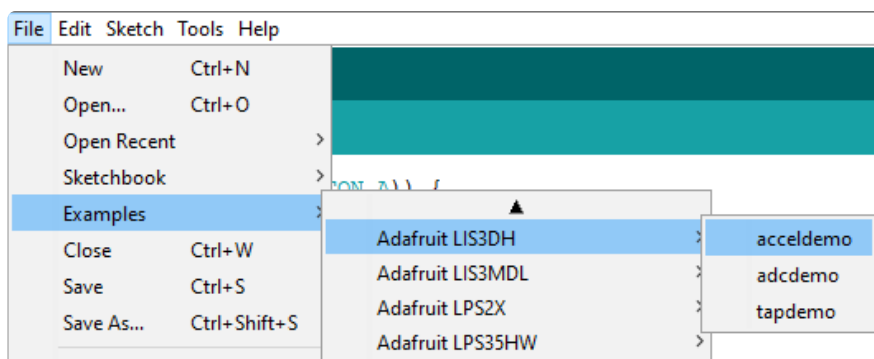 File Edit Sketch Tools Help
New Ctrl+N
Open... Ctrl+O
Open Recent
Sketchbook
Examples
Close Ctrl+W
Save Ctrl+S
Save As... Ctrl+Shift+S
Adafruit LIS3DH
Adafruit LIS3MDL
Adafruit LPS2X
Adafruit LPS35HW
acceldemo
adcdemo
tapdemo